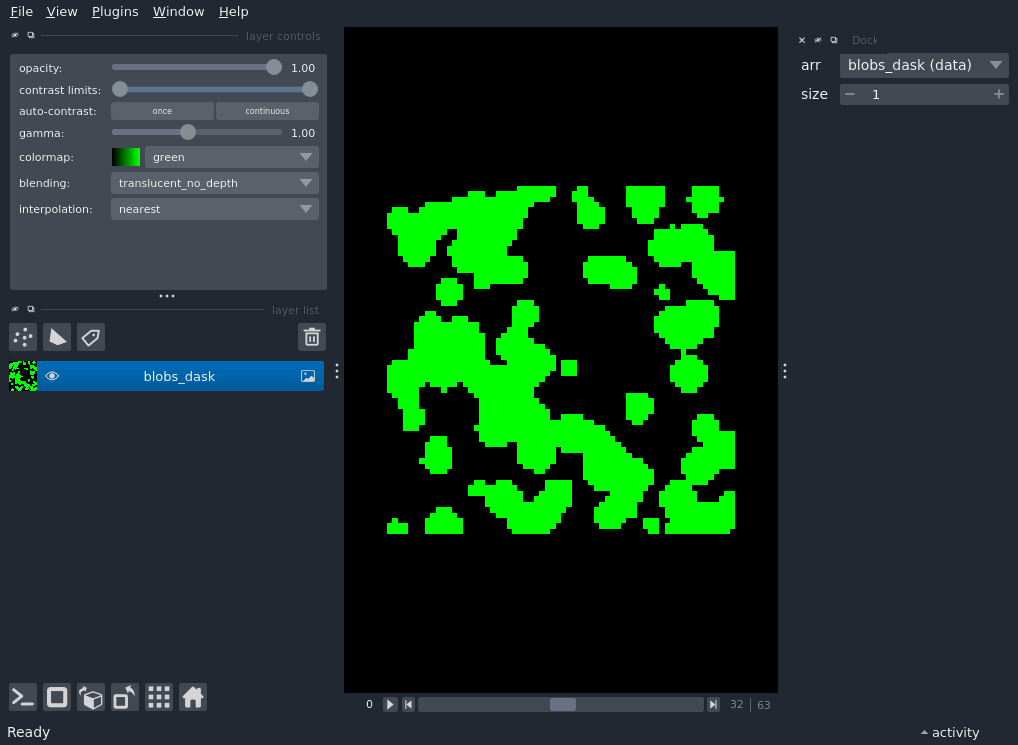 File View Plugins Window Help
layer controls
opacity: 1.00
contrast limits:
auto-contrast: once continuous
gamma: 1.00
colormap: green
blending: translucent_no_depth
interpolation: nearest
layer list
blobs_dask
Ready
0 32 63
Dock
arr blobs_dask (data)
size 1
activity